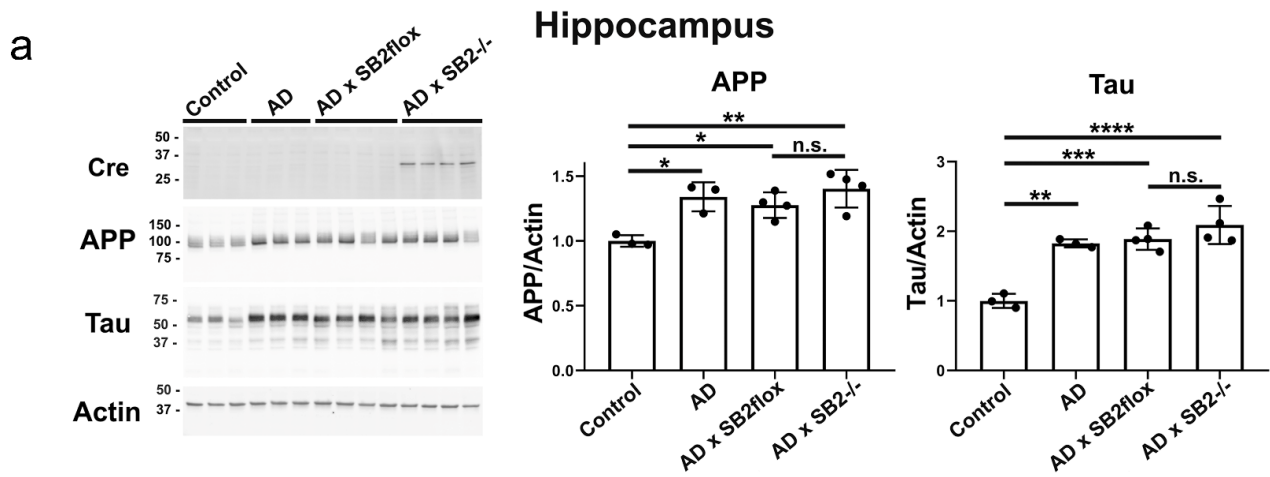 a
Hippocampus
Control
AD
AD x SB2flox
AD x SB2-/-
Cre
50 -
37 -
25 -
APP
150 -
100 -
75 -
Tau
75 -
50 -
37 -
Actin
50 -
37 -
APP
**
*
n.s.
*
APP/Actin
1.5
1.0
0.5
0.0
Control
AD
AD x SB2flox
AD x SB2-/-
Tau
****
***
n.s.
**
Tau/Actin
3
2
1
0
Control
AD
AD x SB2flox
AD x SB2-/-